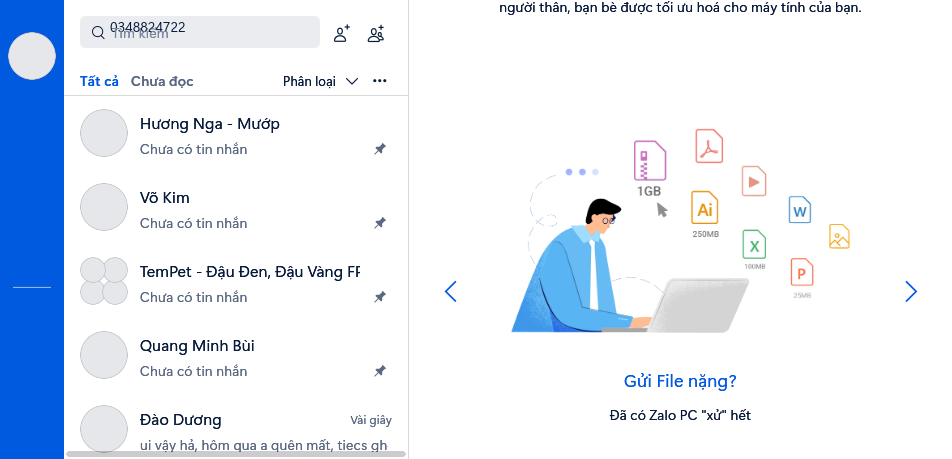 0348824722
Tìm kiếm
Tất cả Chưa đọc Phân loại
Hương Nga - Mướp
Chưa có tin nhắn
Võ Kim
Chưa có tin nhắn
TemPet - Đậu Đen, Đậu Vàng FF
Chưa có tin nhắn
Quang Minh Bùi
Chưa có tin nhắn
Đào Dương Vài giây
ui vậy hả, hôm qua a quên mất, tiecs gh
người thân, bạn bè được tối ưu hoá cho máy tính của bạn.
1GB
Ai
250MB
W
X
100MB
P
25MB
Gửi File nặng?
Đã có Zalo PC "xử" hết